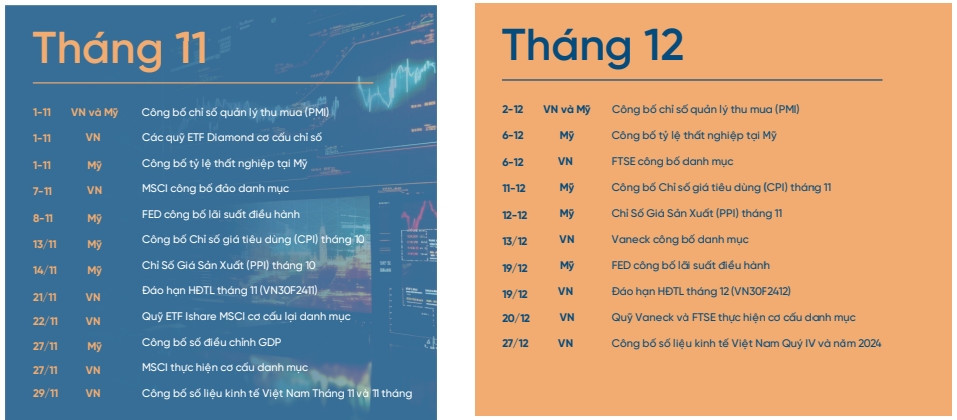 Tháng 11
1-11 VN và Mỹ Công bố chỉ số quản lý thu mua (PMI)
1-11 VN Các quỹ ETF Diamond cơ cấu chỉ số
1-11 Mỹ Công bố tỷ lệ thất nghiệp tại Mỹ
7-11 VN MSCI công bố đảo danh mục
8-11 Mỹ FED công bố lãi suất điều hành
13/11 Mỹ Công bố Chỉ số giá tiêu dùng (CPI) tháng 10
14/11 Mỹ Chỉ Số Giá Sản Xuất (PPI) tháng 10
21/11 VN Đáo hạn HĐTL tháng 11 (VN30F2411)
22/11 VN Quỹ ETF Ishare MSCI cơ cấu lại danh mục
27/11 Mỹ Công bố số điều chỉnh GDP
27/11 VN MSCI thực hiện cơ cấu danh mục
29/11 VN Công bố số liệu kinh tế Việt Nam Tháng 11 và 11 tháng
Tháng 12
2-12 VN và Mỹ Công bố chỉ số quản lý thu mua (PMI)
6-12 Mỹ Công bố tỷ lệ thất nghiệp tại Mỹ
6-12 VN FTSE công bố danh mục
11-12 Mỹ Công bố Chỉ số giá tiêu dùng (CPI) tháng 11
12-12 Mỹ Chỉ Số Giá Sản Xuất (PPI) tháng 11
13/12 VN Vaneck công bố danh mục
19/12 Mỹ FED công bố lãi suất điều hành
19/12 VN Đáo hạn HĐTL tháng 12 (VN30F2412)
20/12 VN Quỹ Vaneck và FTSE thực hiện cơ cấu danh mục
27/12 VN Công bố số liệu kinh tế Việt Nam Quý IV và năm 2024